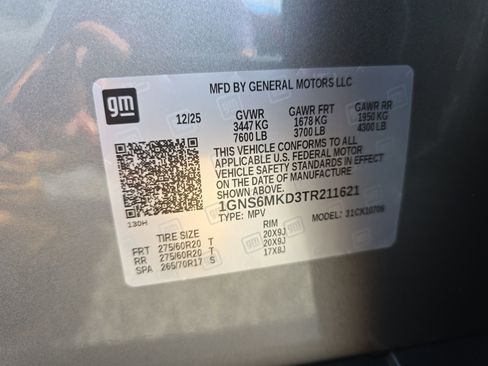 gm
MFD BY GENERAL MOTORS LLC
12/25 GVWR GAWR FRT GAWR RR
3447 KG 1678 KG 1950 KG
7600 LB 3700 LB 4300 LB
THIS VEHICLE CONFORMS TO ALL
APPLICABLE U.S. FEDERAL MOTOR
VEHICLE SAFETY STANDARDS IN EFFECT
ON THE DATE OF MANUFACTURE
SHOWN ABOVE.
1GNS6MKD3TR211621
TYPE: MPV MODEL: 31CK10706
130H
TIRE SIZE RIM
FRT 275/60R20 T 20X9J
RR 275/60R20 T 20X9J
SPA 265/70R17 S 17X8J